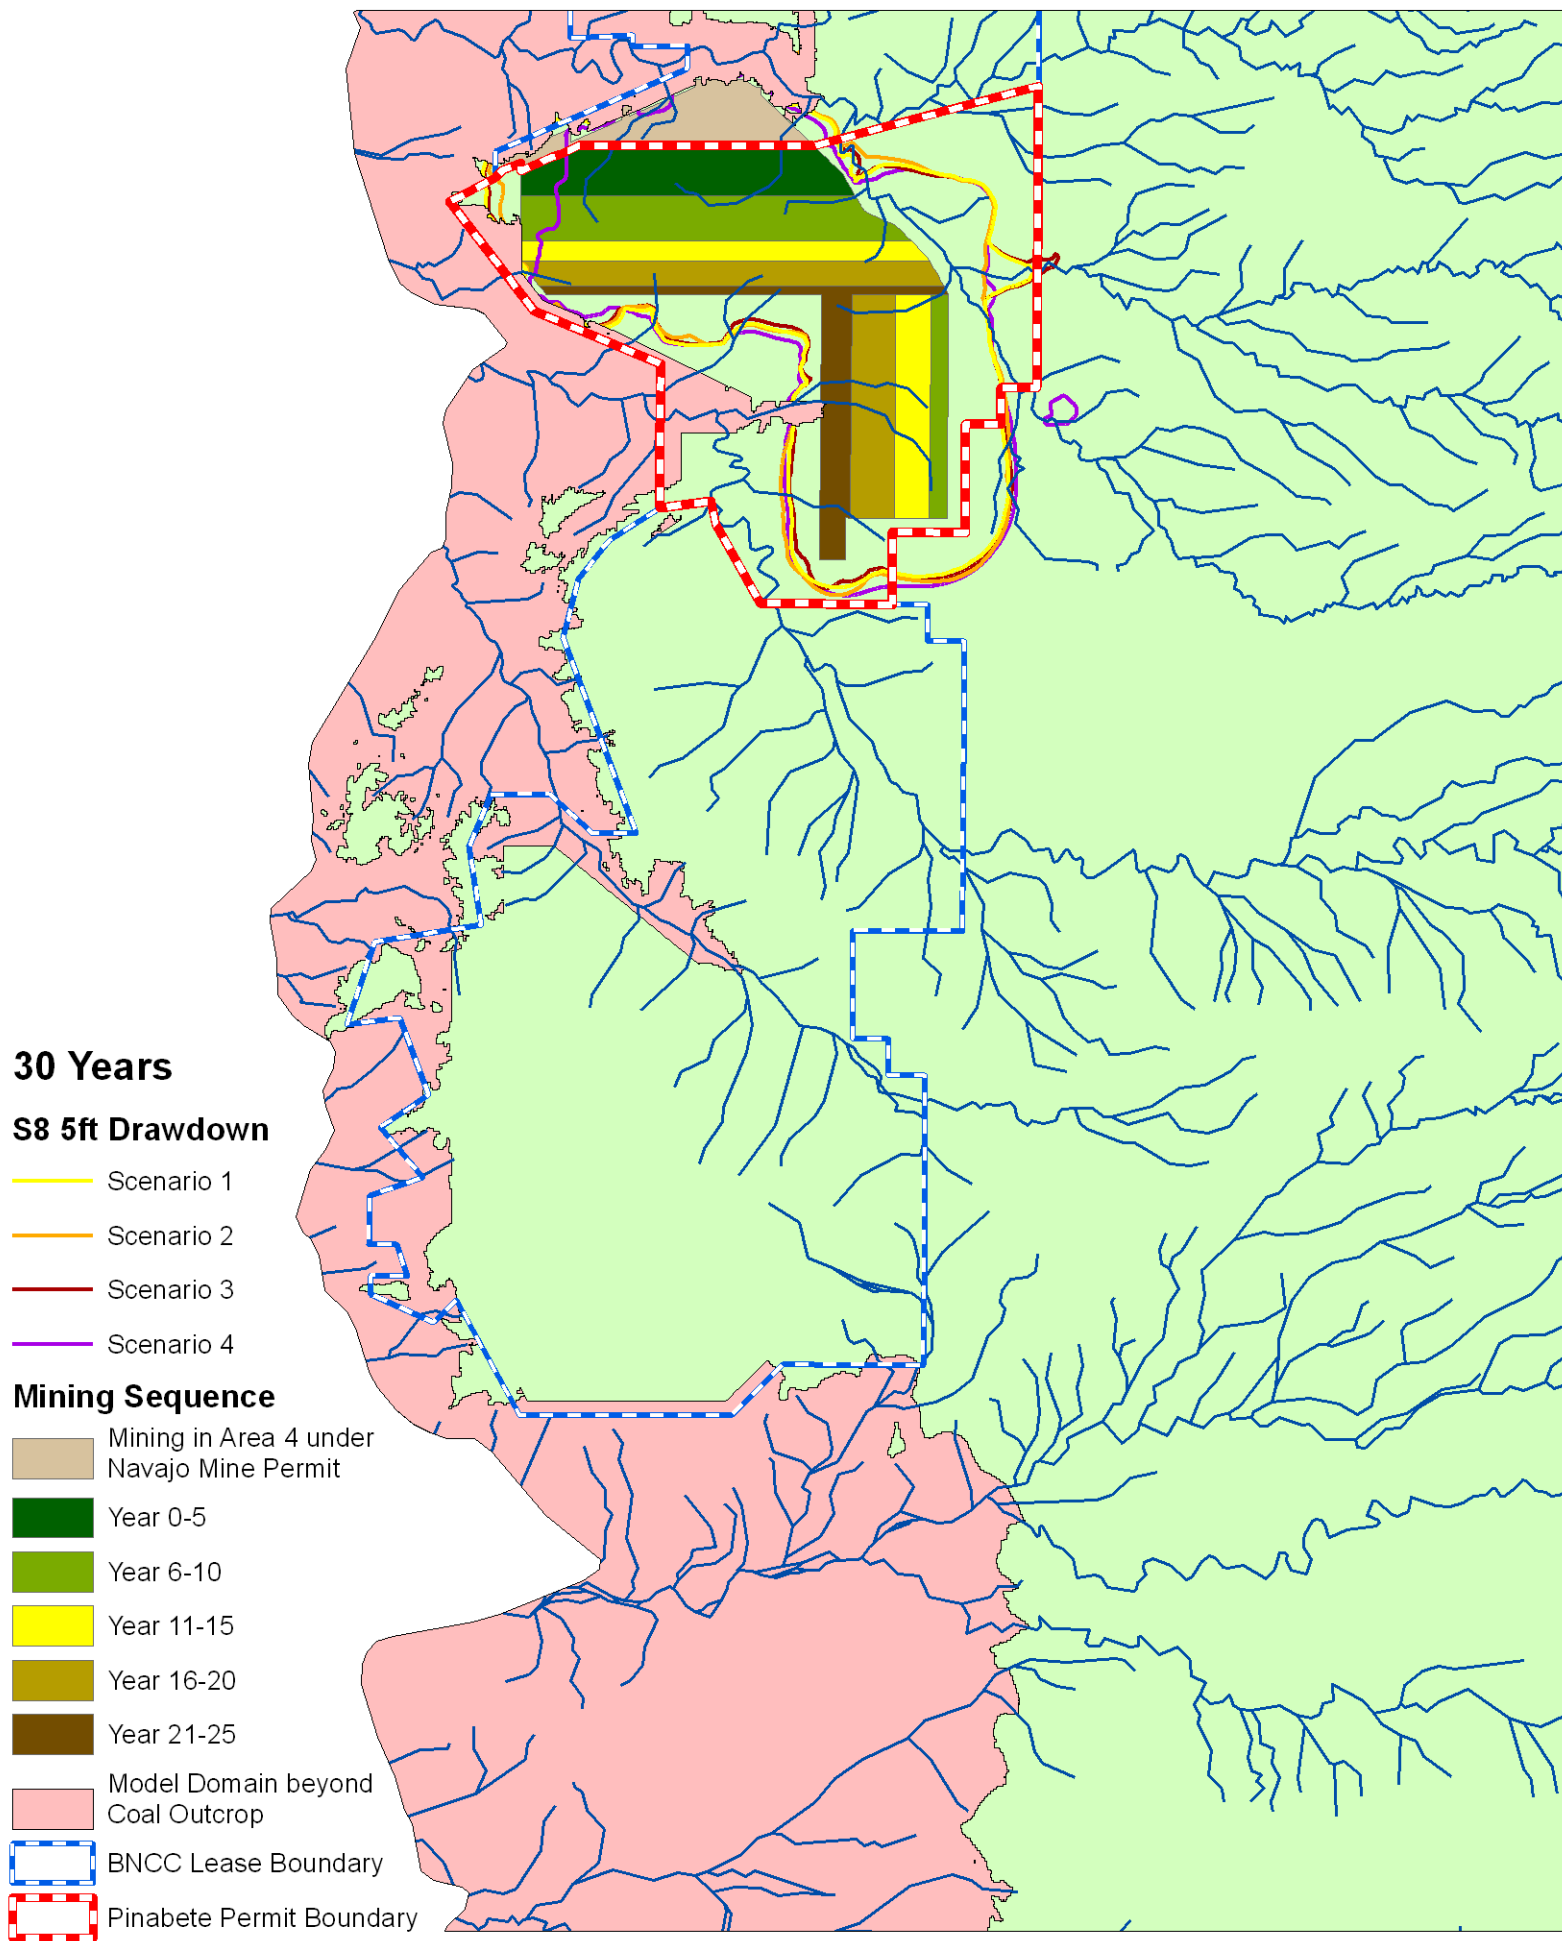 30 Years
S8 5ft Drawdown
Scenario 1
Scenario 2
Scenario 3
Scenario 4
Mining Sequence
Mining in Area 4 under
Navajo Mine Permit
Year 0-5
Year 6-10
Year 11-15
Year 16-20
Year 21-25
Model Domain beyond
Coal Outcrop
BNCC Lease Boundary
Pinabete Permit Boundary